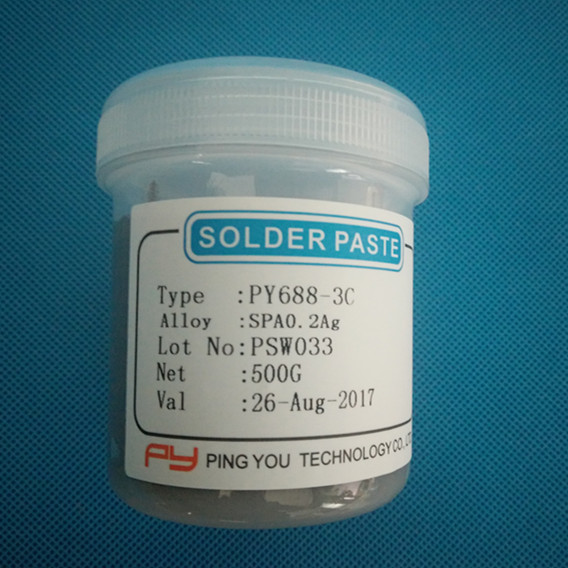 SOLDER PASTE
Type :PY688-3C
Alloy :SPA0.2Ag
Lot No:PSW033
Net :500G
Val :26-Aug-2017
PY PING YOU TECHNOLOGY CO.,